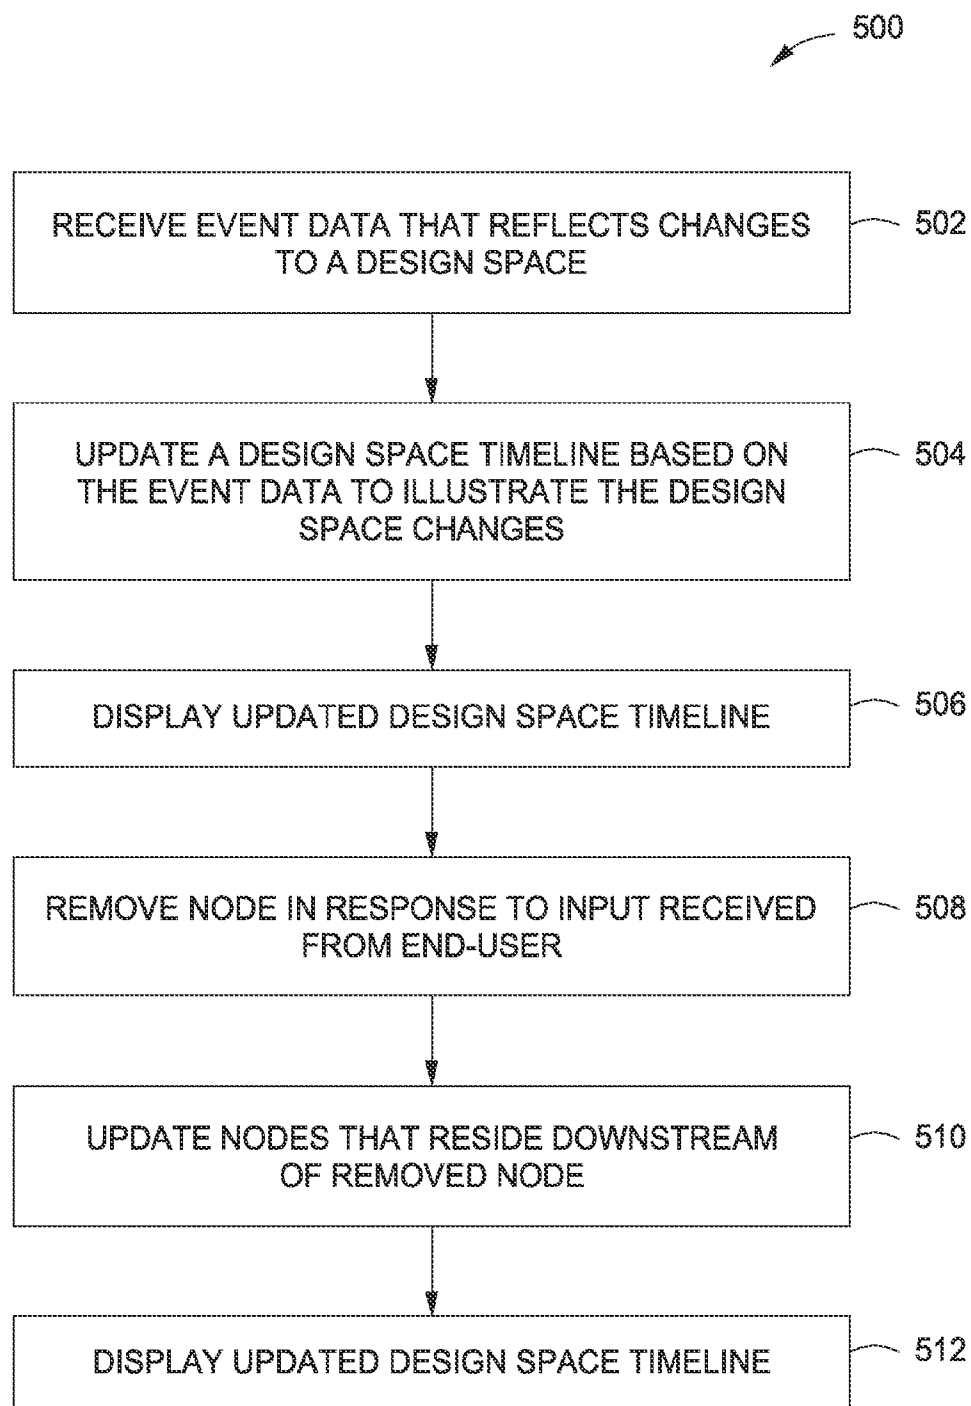 500
RECEIVE EVENT DATA THAT REFLECTS CHANGES
TO A DESIGN SPACE
502
UPDATE A DESIGN SPACE TIMELINE BASED ON
THE EVENT DATA TO ILLUSTRATE THE DESIGN
SPACE CHANGES
504
DISPLAY UPDATED DESIGN SPACE TIMELINE
506
REMOVE NODE IN RESPONSE TO INPUT RECEIVED
FROM END-USER
508
UPDATE NODES THAT RESIDE DOWNSTREAM
OF REMOVED NODE
510
DISPLAY UPDATED DESIGN SPACE TIMELINE
512